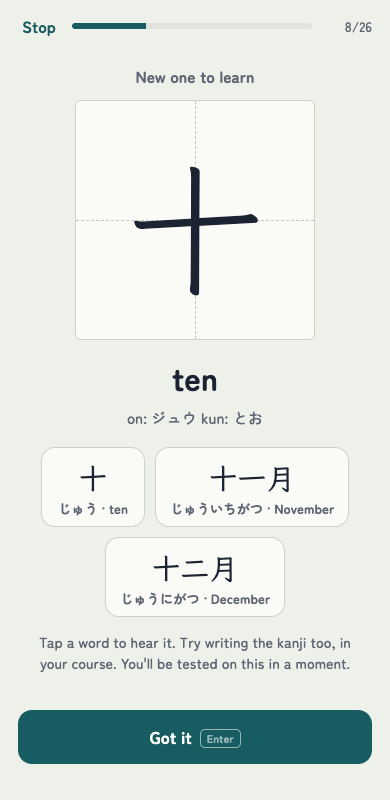 Stop
8/26
New one to learn
十
ten
on: ジュウ kun: とお
十
じゅう · ten
十一月
じゅういちがつ · November
十二月
じゅうにがつ · December
Tap a word to hear it. Try writing the kanji too, in
your course. You'll be tested on this in a moment.
Got it Enter